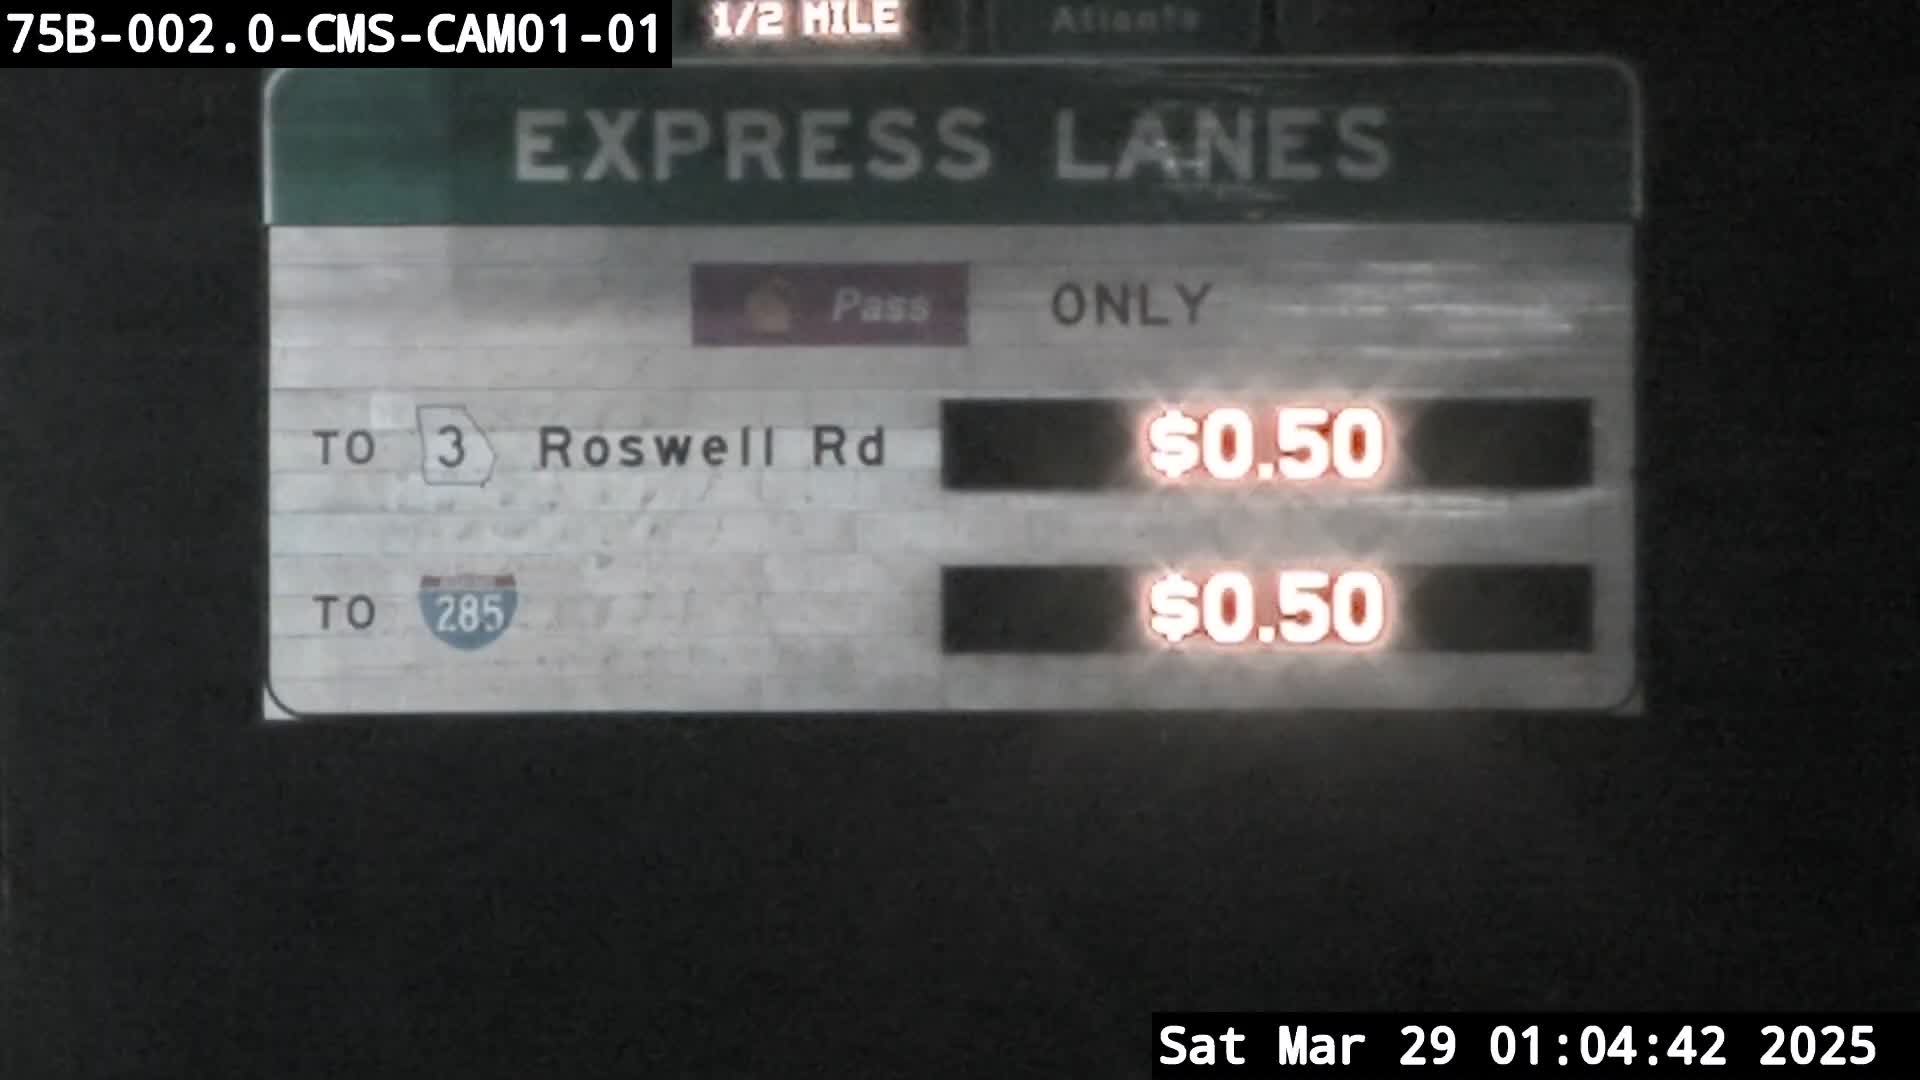 75B-002.0-CMS-CAM01-01
1/2 MILE
Atlanta
EXPRESS LANES
Pass ONLY
TO 3 Roswell Rd $0.50
TO 285 $0.50
Sat Mar 29 01:04:42 2025